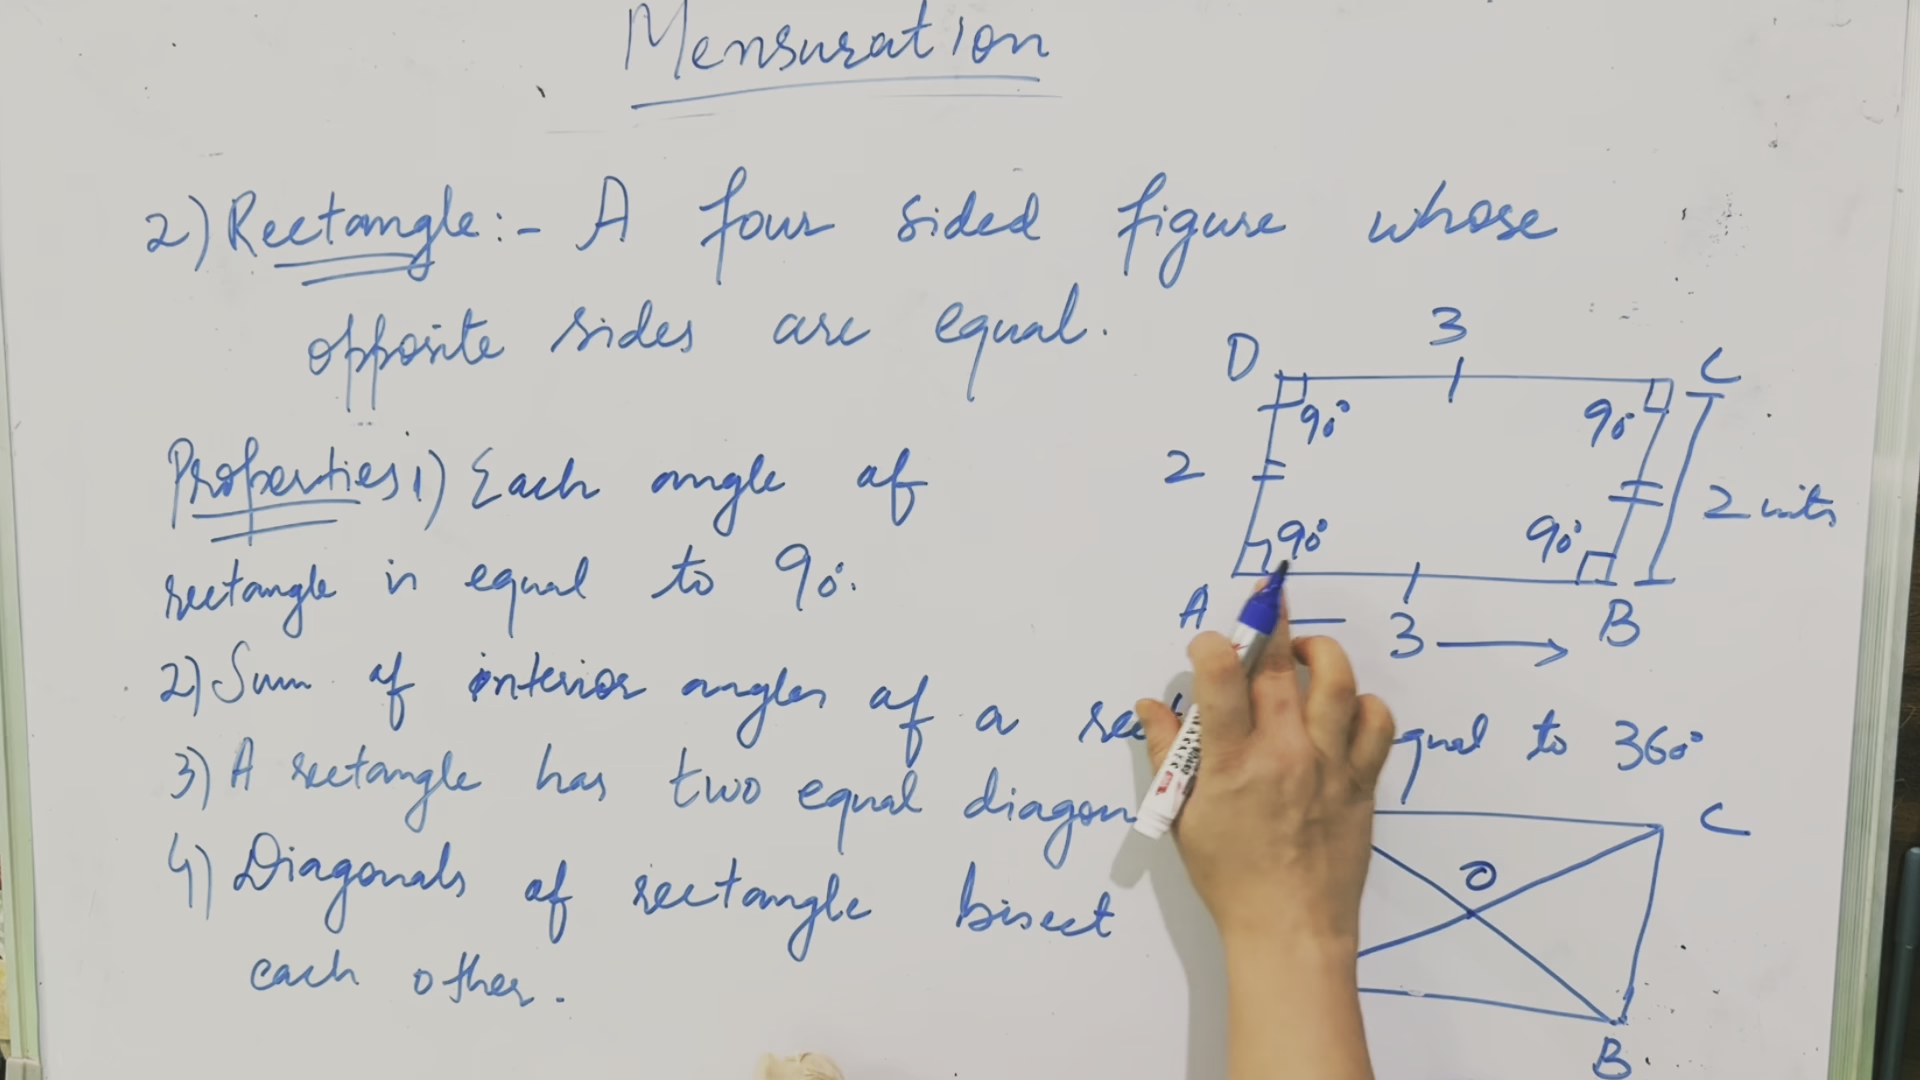 Mensuration
2) Rectangle:- A four sided figure whose
opposite sides are equal.
Properties 1) Each angle of
rectangle is equal to 90°.
2) Sum of interior angles of a equal to 360°
3) A rectangle has two equal diagon
4) Diagonals of rectangle bisect
each other.
D 3 C
90° 90°
2 2 units
90° 90°
A 3 B
C
O
B